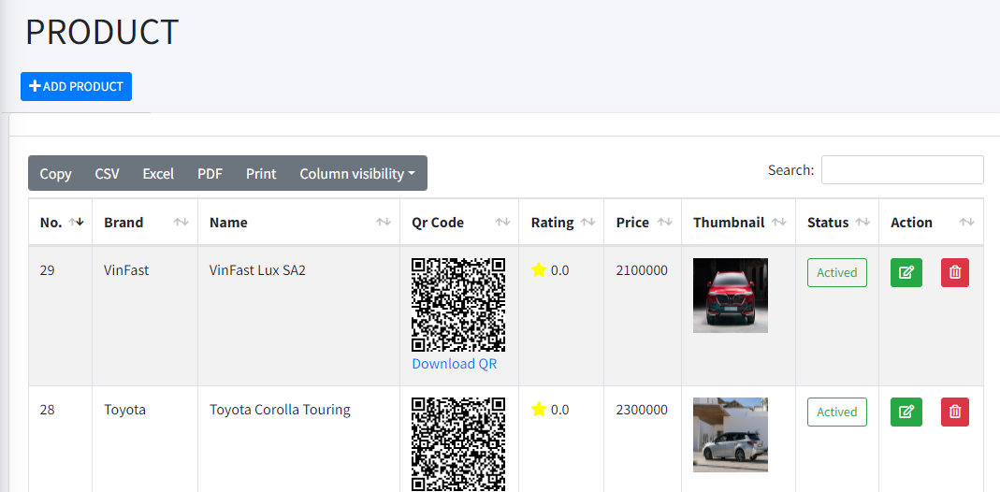 PRODUCT
ADD PRODUCT
Copy CSV Excel PDF Print Column visibility
Search:
No. Brand Name Qr Code Rating Price Thumbnail Status Action
29 VinFast VinFast Lux SA2 0.0 2100000 Actived
Download QR
28 Toyota Toyota Corolla Touring 0.0 2300000 Actived